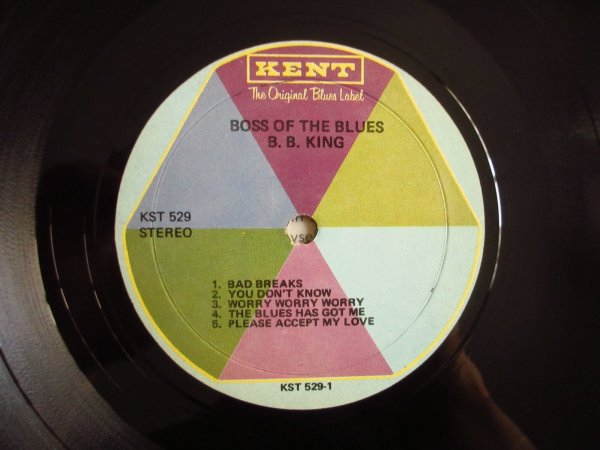 KENT
The Original Blues Label
BOSS OF THE BLUES
B. B. KING
KST 529
STEREO
1. BAD BREAKS
2. YOU DON'T KNOW
3. WORRY WORRY WORRY
4. THE BLUES HAS GOT ME
5. PLEASE ACCEPT MY LOVE
KST 529-1